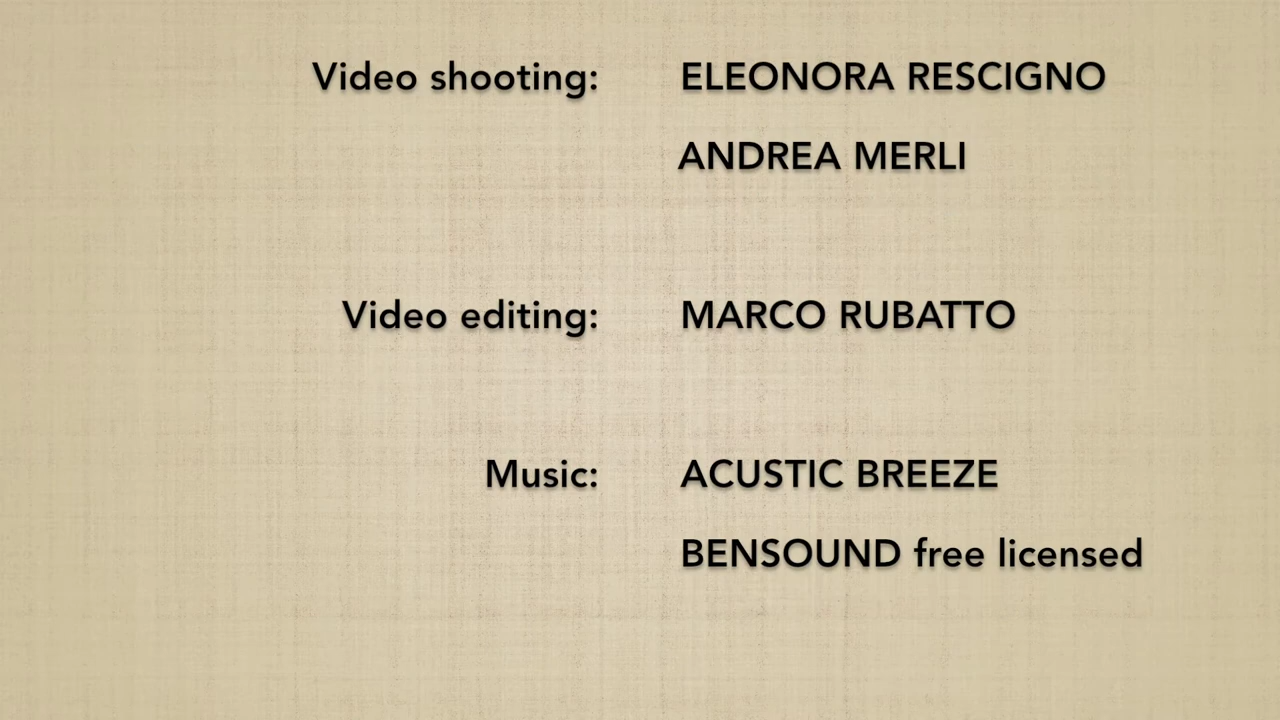 Video shooting: ELEONORA RESCIGNO
ANDREA MERLI
Video editing: MARCO RUBATTO
Music: ACUSTIC BREEZE
BENSOUND free licensed